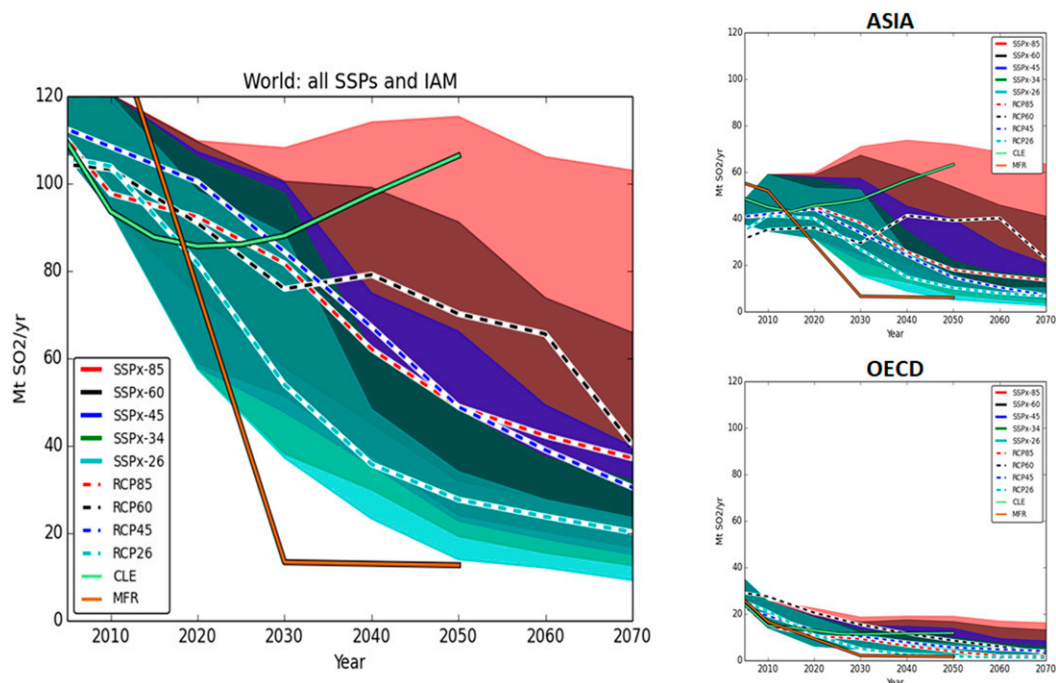 World: all SSPs and IAM
Mt SO2/yr
120
100
80
60
40
20
0
SSPx-85
SSPx-60
SSPx-45
SSPx-34
SSPx-26
RCP85
RCP60
RCP45
RCP26
CLE
MFR
2010 2020 2030 2040 2050 2060 2070
Year
ASIA
Mt SO2/yr
120
100
80
60
40
20
0
SSPx-85
SSPx-60
SSPx-45
SSPx-34
SSPx-26
RCP85
RCP60
RCP45
RCP26
CLE
MFR
2010 2020 2030 2040 2050 2060 2070
Year
OECD
Mt SO2/yr
120
100
80
60
40
20
0
SSPx-85
SSPx-60
SSPx-45
SSPx-34
SSPx-26
RCP85
RCP60
RCP45
RCP26
CLE
MFR
2010 2020 2030 2040 2050 2060 2070
Year